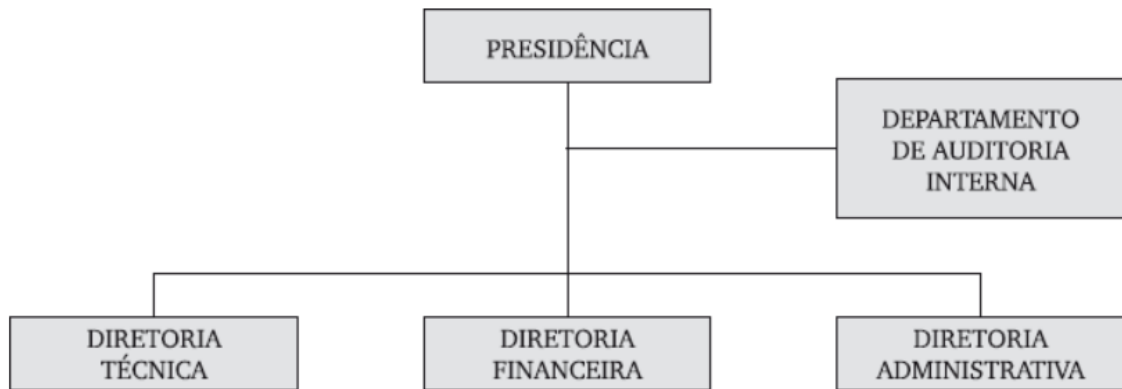 PRESIDÊNCIA
DEPARTAMENTO
DE AUDITORIA
INTERNA
DIRETORIA
TÉCNICA
DIRETORIA
FINANCEIRA
DIRETORIA
ADMINISTRATIVA